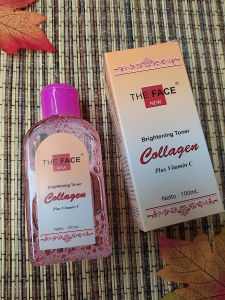 THE FACE
NEW
Brightening Toner
Collagen
Plus Vitamin C
Netto : 100mL
THE FACE
NEW
Brightening Toner
Collagen
Plus Vitamin C
Netto : 100mL